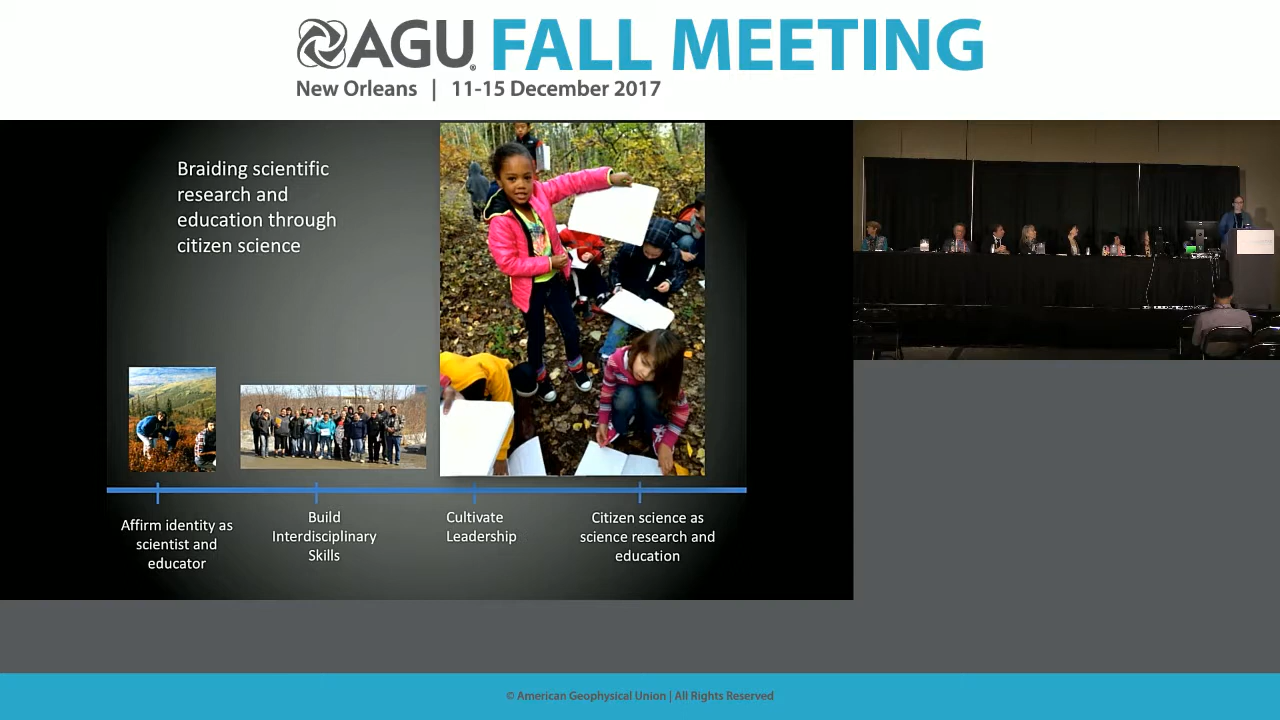 AGU FALL MEETING
New Orleans | 11-15 December 2017
Braiding scientific
research and
education through
citizen science
Affirm identity as
scientist and
educator
Build
Interdisciplinary
Skills
Cultivate
Leadership
Citizen science as
science research and
education
© American Geophysical Union | All Rights Reserved